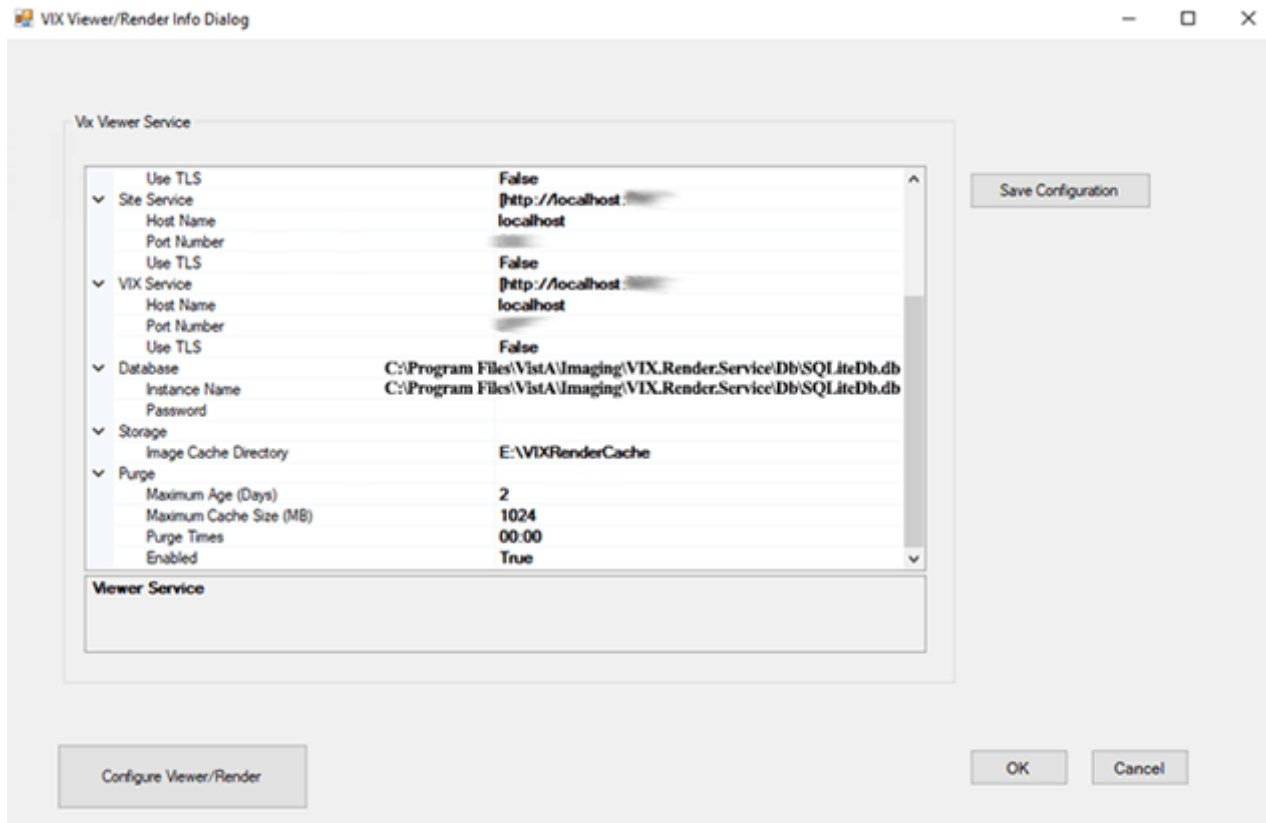 VIX Viewer/Render Info Dialog
Vix Viewer Service
Use TLS False
Site Service [http://localhost:
Save Configuration
Host Name localhost
Port Number
Use TLS False
VIX Service [http://localhost:
Host Name localhost
Port Number
Use TLS False
Database C:\Program Files\VistA\Imaging\VIX.Render.Service\Db\SQLiteDb.db
Instance Name C:\Program Files\VistA\Imaging\VIX.Render.Service\Db\SQLiteDb.db
Password
Storage
Image Cache Directory E:\VIXRenderCache
Purge
Maximum Age (Days) 2
Maximum Cache Size (MB) 1024
Purge Times 00:00
Enabled True
Viewer Service
Configure Viewer/Render
OK Cancel